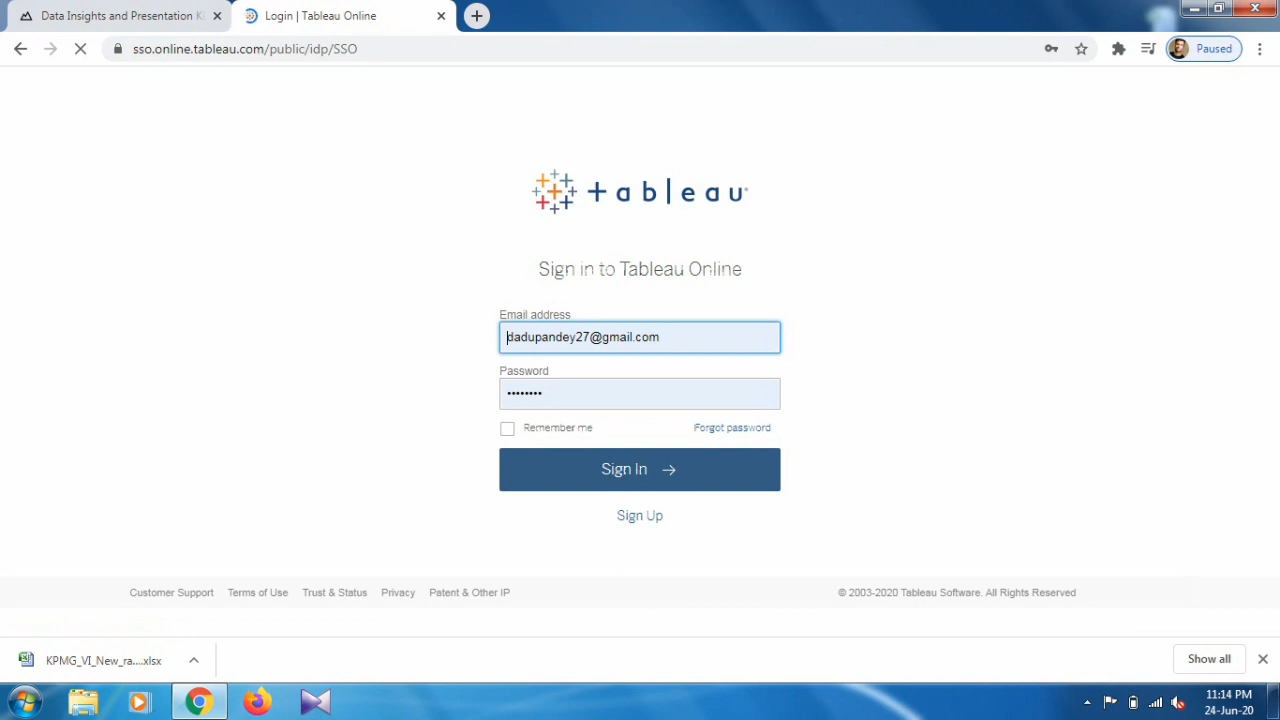 Data Insights and Presentation K
Login | Tableau Online
sso.online.tableau.com/public/idp/SSO
Paused
+ableau
Sign in to Tableau Online
Email address
dadupandey27@gmail.com
Password
••••••••
Remember me
Forgot password
Sign In →
Sign Up
Customer Support
Terms of Use
Trust & Status
Privacy
Patent & Other IP
© 2003-2020 Tableau Software. All Rights Reserved
KPMG_VI_New_ra....xlsx
Show all
11:14 PM
24-Jun-20